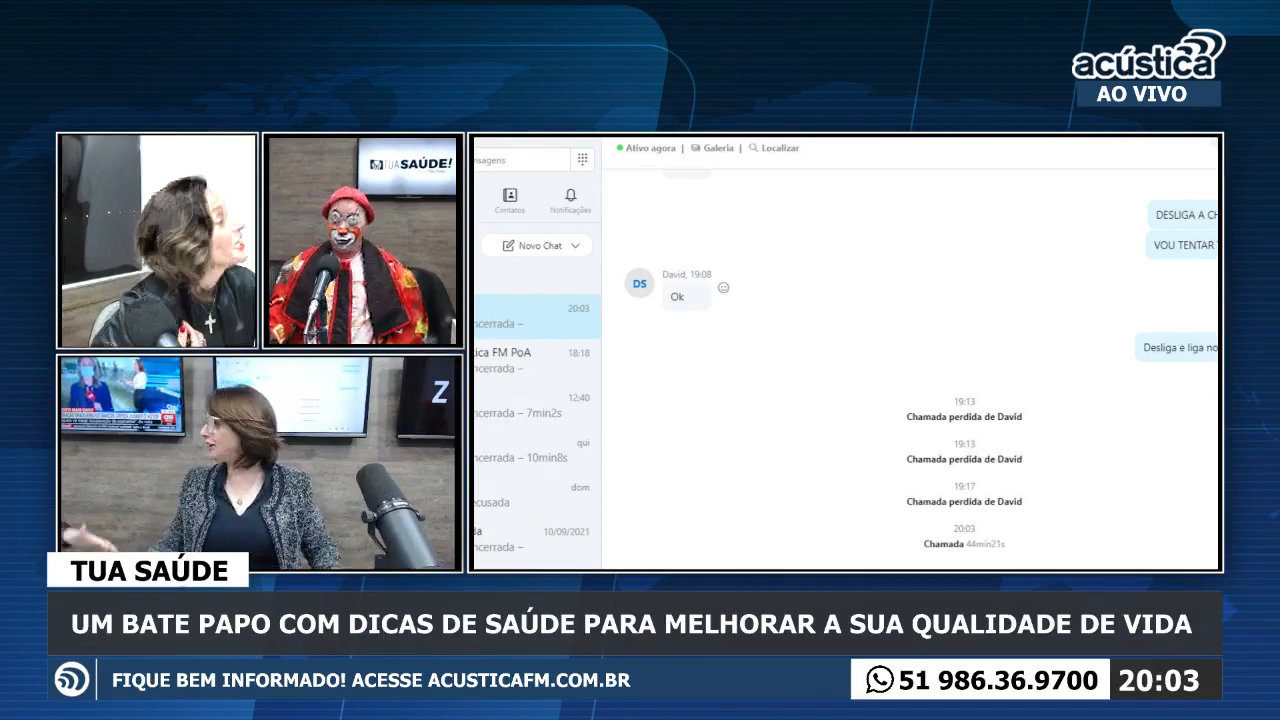 acústica
AO VIVO
TUA SAÚDE!
nsagens
Contatos
Notificações
Novo Chat
20:03
ncerrada –
tica FM PoA
18:18
ncerrada –
12:40
ncerrada – 7min2s
qui
ncerrada – 10min8s
dom
cusada
da
10/09/2021
ncerrada –
Ativo agora | Galeria | Localizar
DESLIGA A CH
VOU TENTAR
David, 19:08
DS
Ok
Desliga e liga no
19:13
Chamada perdida de David
19:13
Chamada perdida de David
19:17
Chamada perdida de David
20:03
Chamada 44min21s
Z
TUA SAÚDE
UM BATE PAPO COM DICAS DE SAÚDE PARA MELHORAR A SUA QUALIDADE DE VIDA
FIQUE BEM INFORMADO! ACESSE ACUSTICAFM.COM.BR
51 986.36.9700
20:03